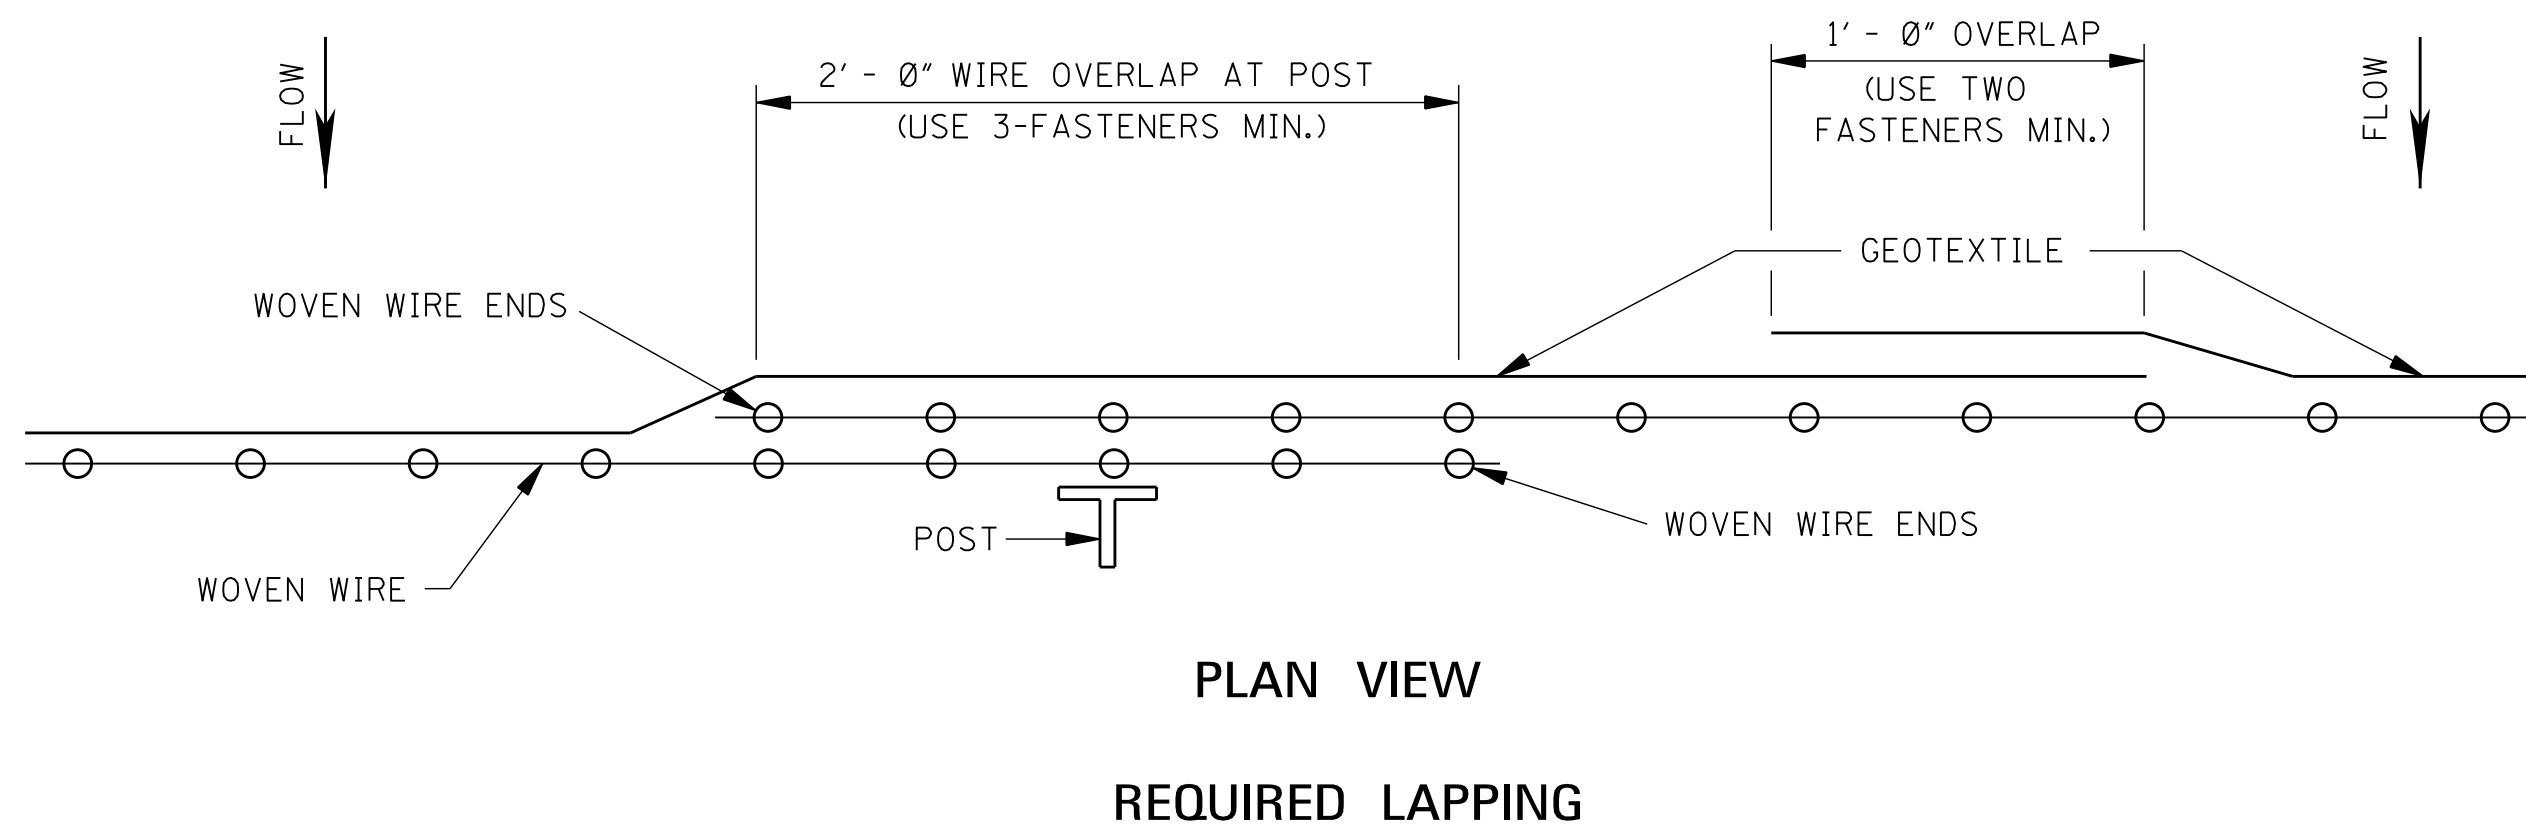 FLOW
2' - Ø" WIRE OVERLAP AT POST
(USE 3-FASTENERS MIN.)
1' - Ø" OVERLAP
(USE TWO
FASTENERS MIN.)
FLOW
GEOTEXTILE
WOVEN WIRE ENDS
POST
WOVEN WIRE ENDS
WOVEN WIRE
PLAN VIEW
REQUIRED LAPPING